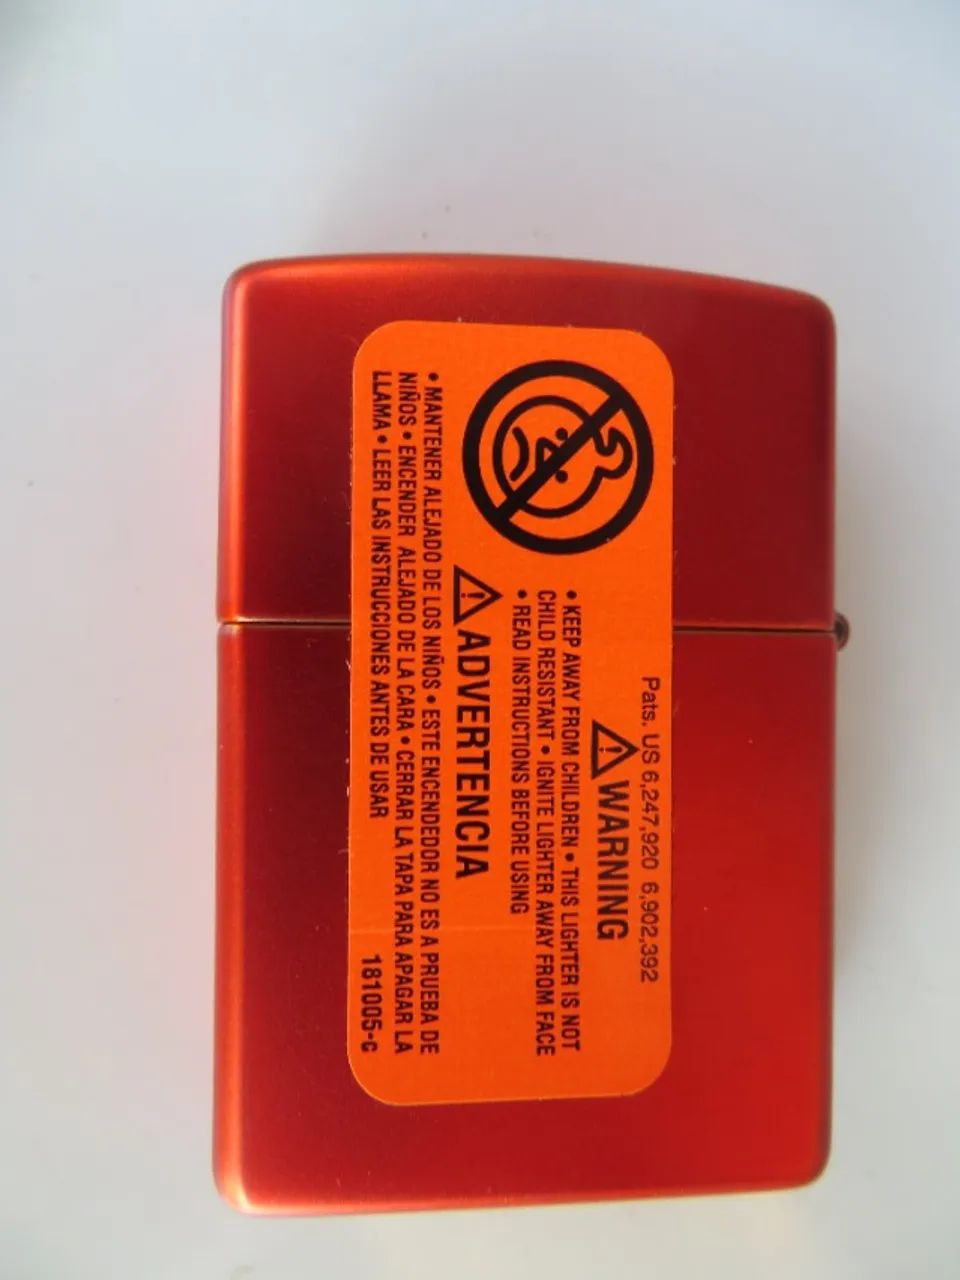 Pats. US 6,247,920 6,902,392
WARNING
• KEEP AWAY FROM CHILDREN • THIS LIGHTER IS NOT
CHILD RESISTANT • IGNITE LIGHTER AWAY FROM FACE
• READ INSTRUCTIONS BEFORE USING
ADVERTENCIA
• MANTENER ALEJADO DE LOS NIÑOS • ESTE ENCENDEDOR NO ES A PRUEBA DE
NIÑOS • ENCENDER ALEJADO DE LA CARA • CERRAR LA TAPA PARA APAGAR LA
LLAMA • LEER LAS INSTRUCCIONES ANTES DE USAR
181005-c